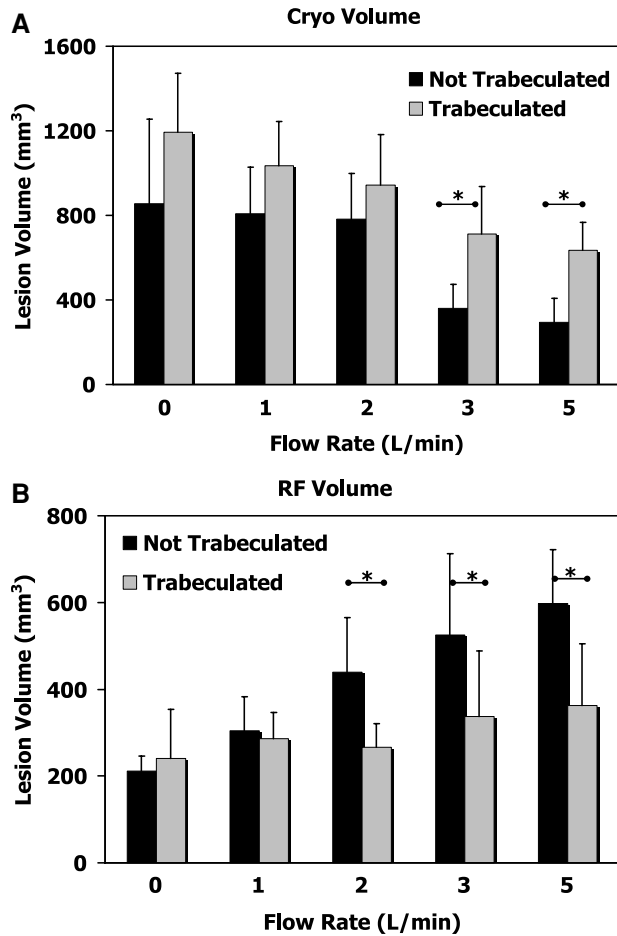 A
Cryo Volume
1600
1200
800
400
0
Lesion Volume (mm³)
Not Trabeculated
Trabeculated
*
*
0 1 2 3 5
Flow Rate (L/min)
B
RF Volume
800
600
400
200
0
Lesion Volume (mm³)
Not Trabeculated
Trabeculated
*
*
*
0 1 2 3 5
Flow Rate (L/min)